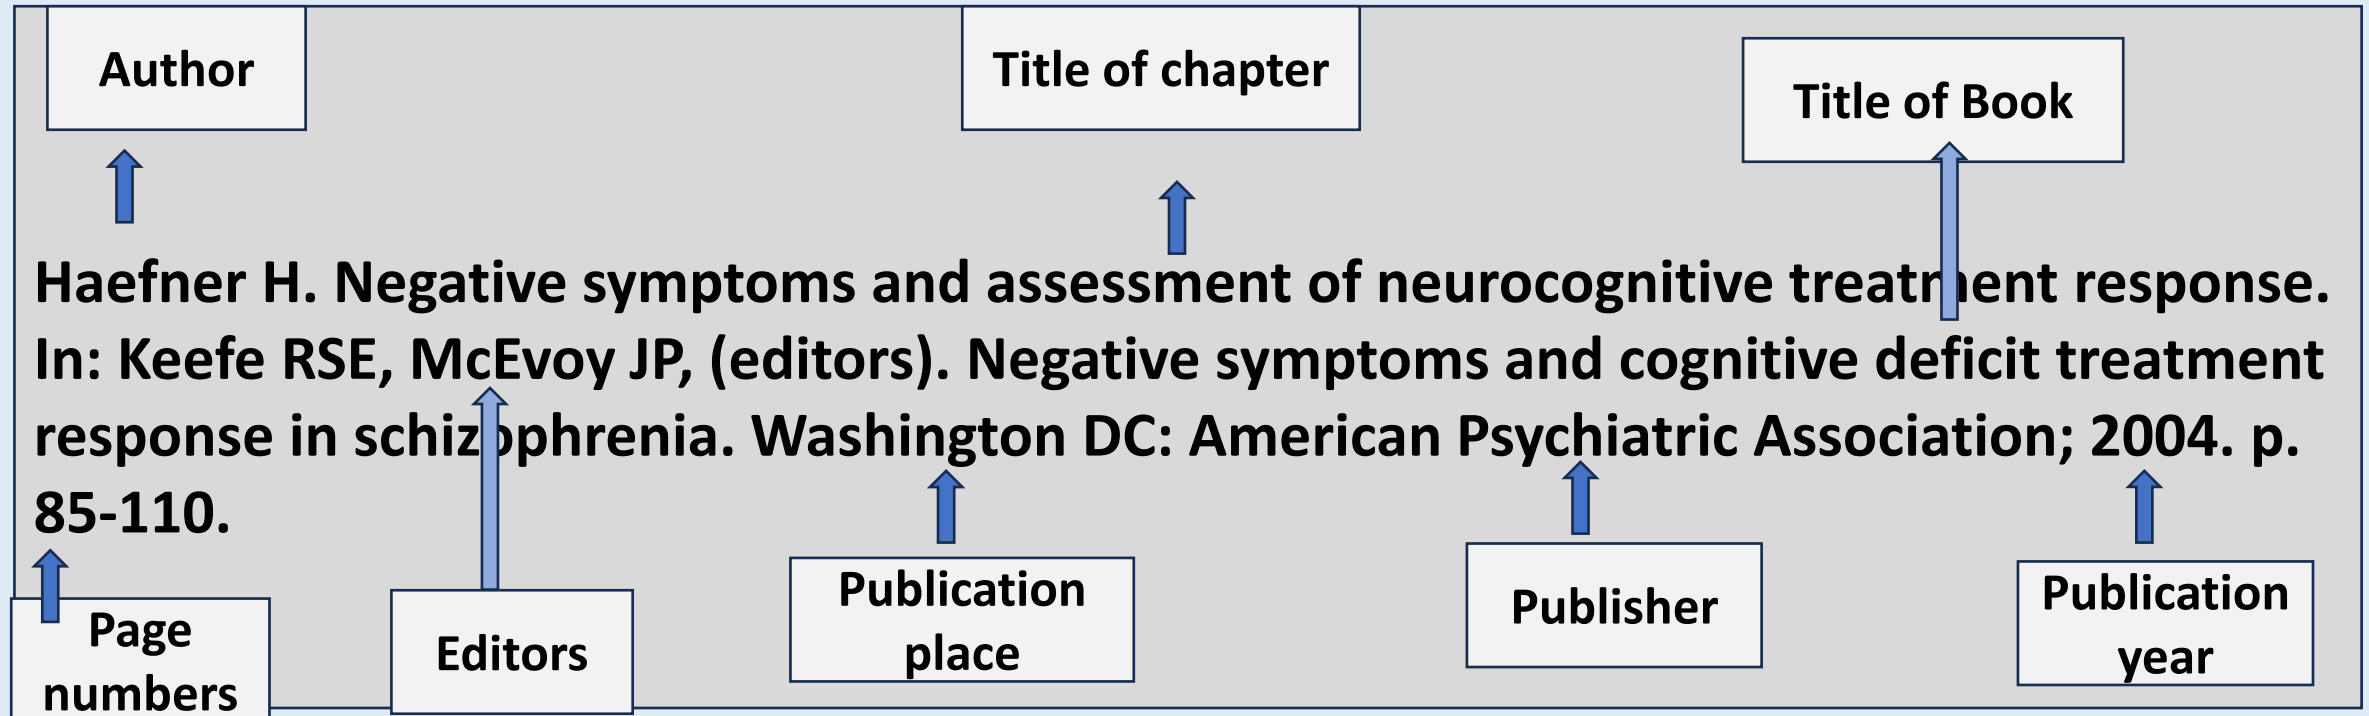 Author
Title of chapter
Title of Book
Haefner H. Negative symptoms and assessment of neurocognitive treatment response.
In: Keefe RSE, McEvoy JP, (editors). Negative symptoms and cognitive deficit treatment
response in schizophrenia. Washington DC: American Psychiatric Association; 2004. p.
85-110.
Page
numbers
Editors
Publication
place
Publisher
Publication
year